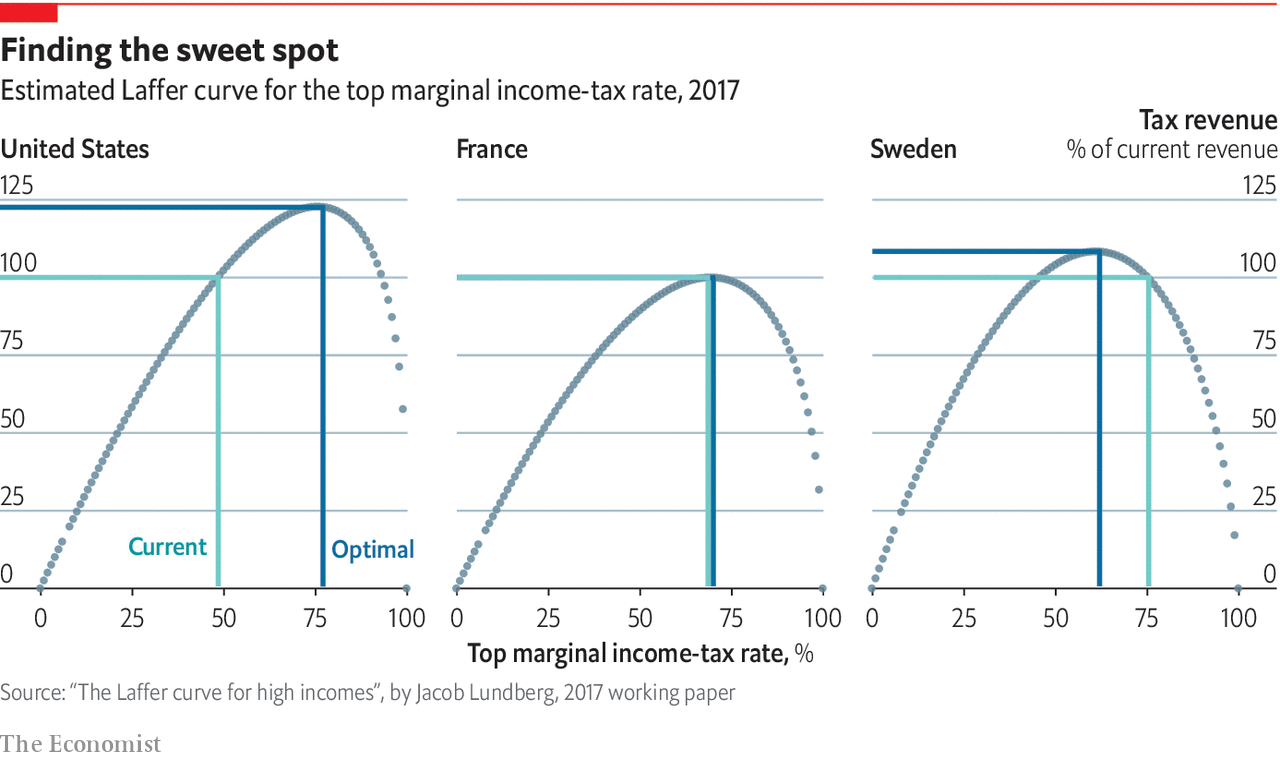 Finding the sweet spot
Estimated Laffer curve for the top marginal income-tax rate, 2017
Tax revenue
United States
France
Sweden
% of current revenue
125
125
100
100
75
75
50
50
25
25
Current
Optimal
0
0
0 25 50 75 100
0 25 50 75 100
0 25 50 75 100
Top marginal income-tax rate, %
Source: “The Laffer curve for high incomes”, by Jacob Lundberg, 2017 working paper
The Economist